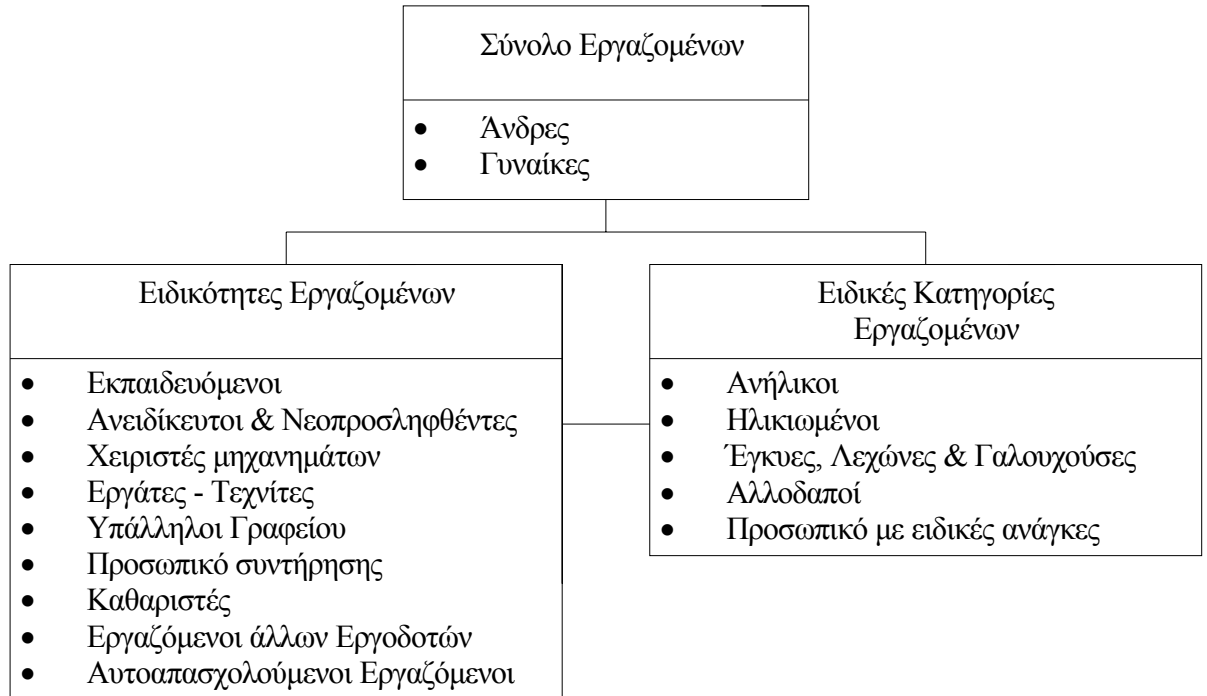 Σύνολο Εργαζομένων
• Άνδρες
• Γυναίκες
Ειδικότητες Εργαζομένων
• Εκπαιδευόμενοι
• Ανειδίκευτοι & Νεοπροσληφθέντες
• Χειριστές μηχανημάτων
• Εργάτες - Τεχνίτες
• Υπάλληλοι Γραφείου
• Προσωπικό συντήρησης
• Καθαριστές
• Εργαζόμενοι άλλων Εργοδοτών
• Αυτοαπασχολούμενοι Εργαζόμενοι
Ειδικές Κατηγορίες
Εργαζομένων
• Ανήλικοι
• Ηλικιωμένοι
• Έγκυες, Λεχώνες & Γαλουχούσες
• Αλλοδαποί
• Προσωπικό με ειδικές ανάγκες